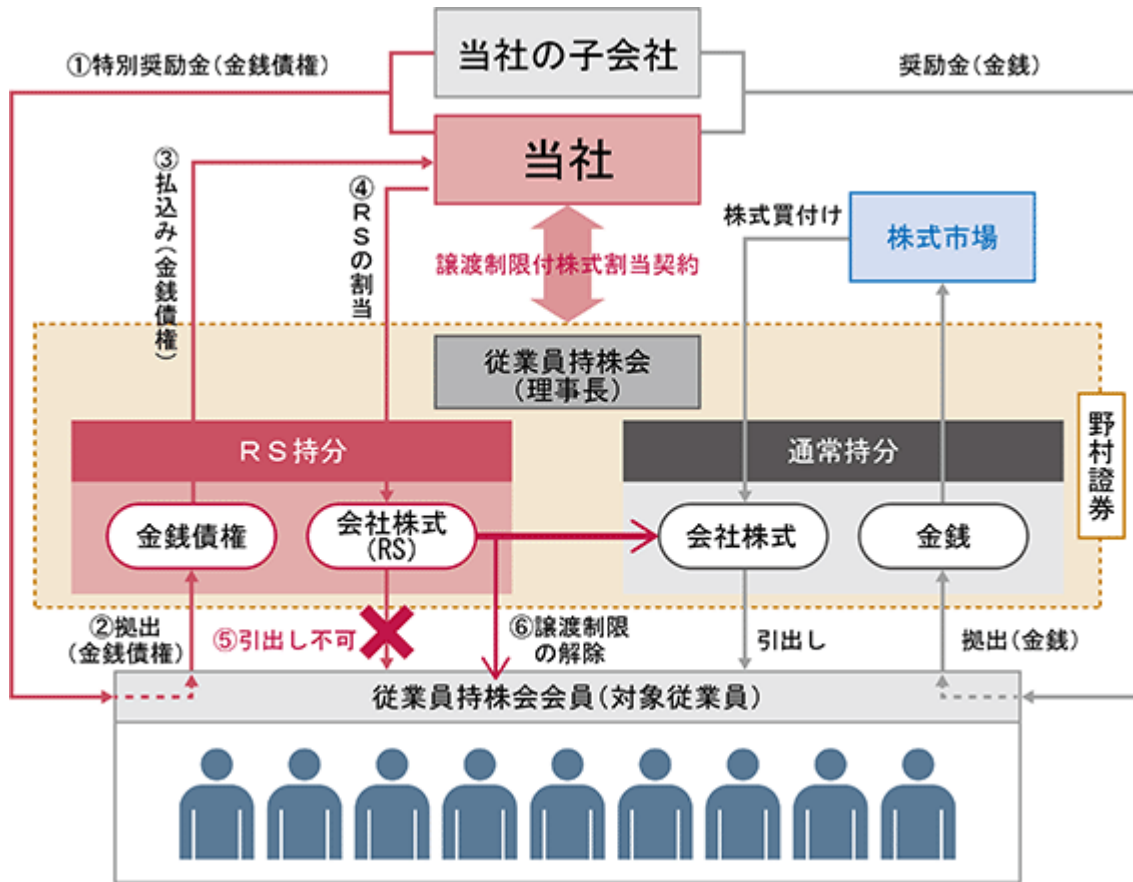 当社の子会社
①特別奨励金(金銭債権)
奨励金(金銭)
当社
③払込み(金銭債権)
④RSの割当
株式買付け
株式市場
譲渡制限付株式割当契約
従業員持株会
(理事長)
野村證券
RS持分
通常持分
金銭債権
会社株式
(RS)
会社株式
金銭
②拠出
(金銭債権)
⑤引出し不可
⑥譲渡制限
の解除
引出し
拠出(金銭)
従業員持株会会員(対象従業員)